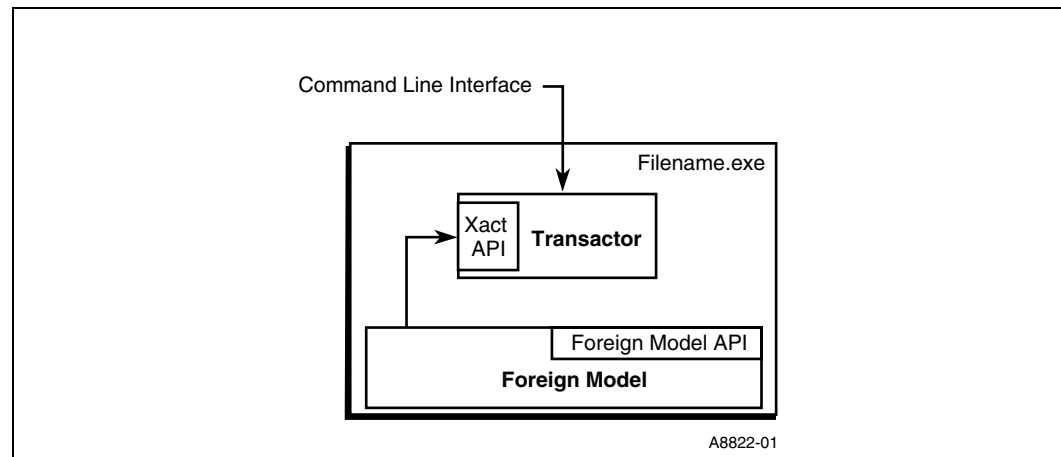 Command Line Interface
Filename.exe
Xact
API
Transactor
Foreign Model API
Foreign Model
A8822-01